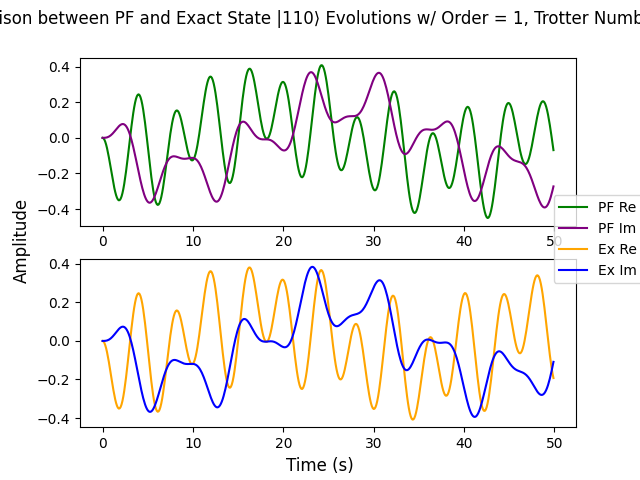 between PF and Exact State |110⟩ Evolutions w/ Order = 1, Trotter
0.4
0.2
0.0
−0.2
−0.4
0 10 20 30 40 50
PF Re
PF Im
Ex Re
Ex Im
Amplitude
0.4
0.2
0.0
−0.2
−0.4
0 10 20 30 40 50
Time (s)